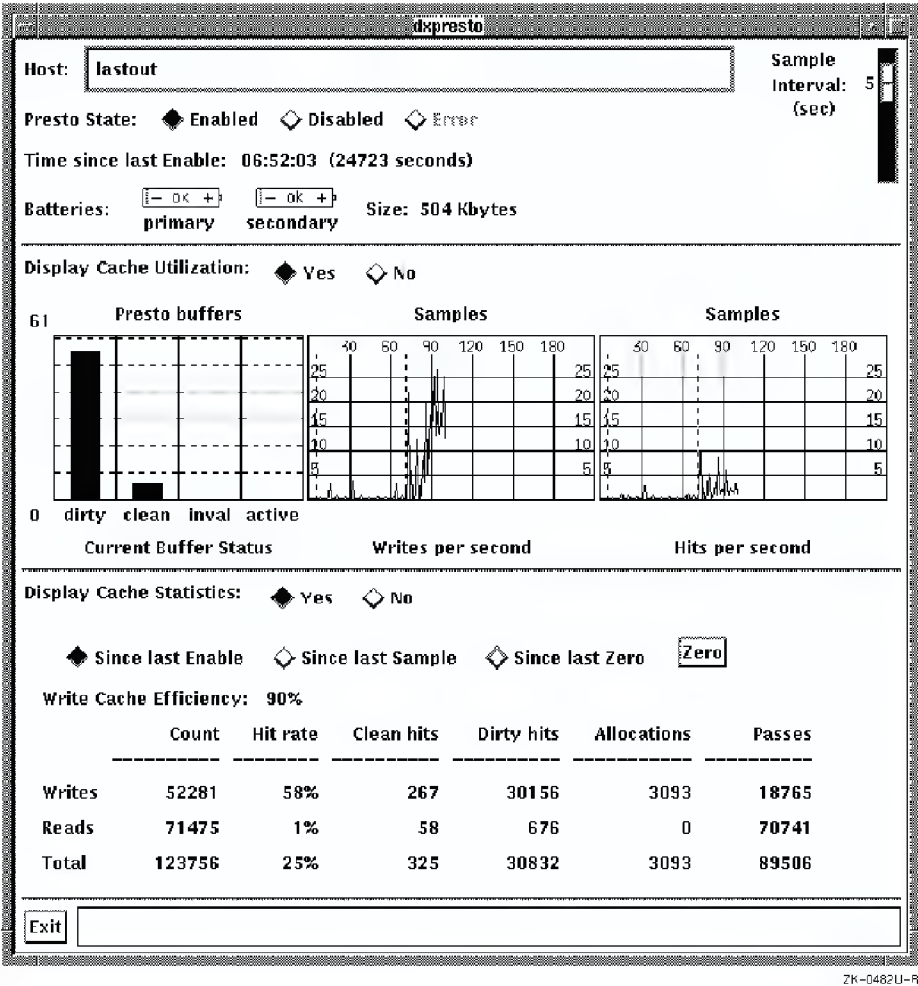 dxpresto
Host: lastout
Sample
Interval: 5
(sec)
Presto State: Enabled Disabled Error
Time since last Enable: 06:52:03 (24723 seconds)
Batteries: - ok + - ok + Size: 504 Kbytes
primary secondary
Display Cache Utilization: Yes No
61 Presto buffers Samples Samples
30 60 90 120 150 180 30 60 90 120 150 180
25 25 25 25
20 20 20 20
15 15 15 15
10 10 10 10
5 5 5 5
0 dirty clean inval active
Current Buffer Status Writes per second Hits per second
Display Cache Statistics: Yes No
Since last Enable Since last Sample Since last Zero Zero
Write Cache Efficiency: 90%
Count Hit rate Clean hits Dirty hits Allocations Passes
Writes 52281 58% 267 30156 3093 18765
Reads 71475 1% 58 676 0 70741
Total 123756 25% 325 30832 3093 89506
Exit
ZK-0482U-R